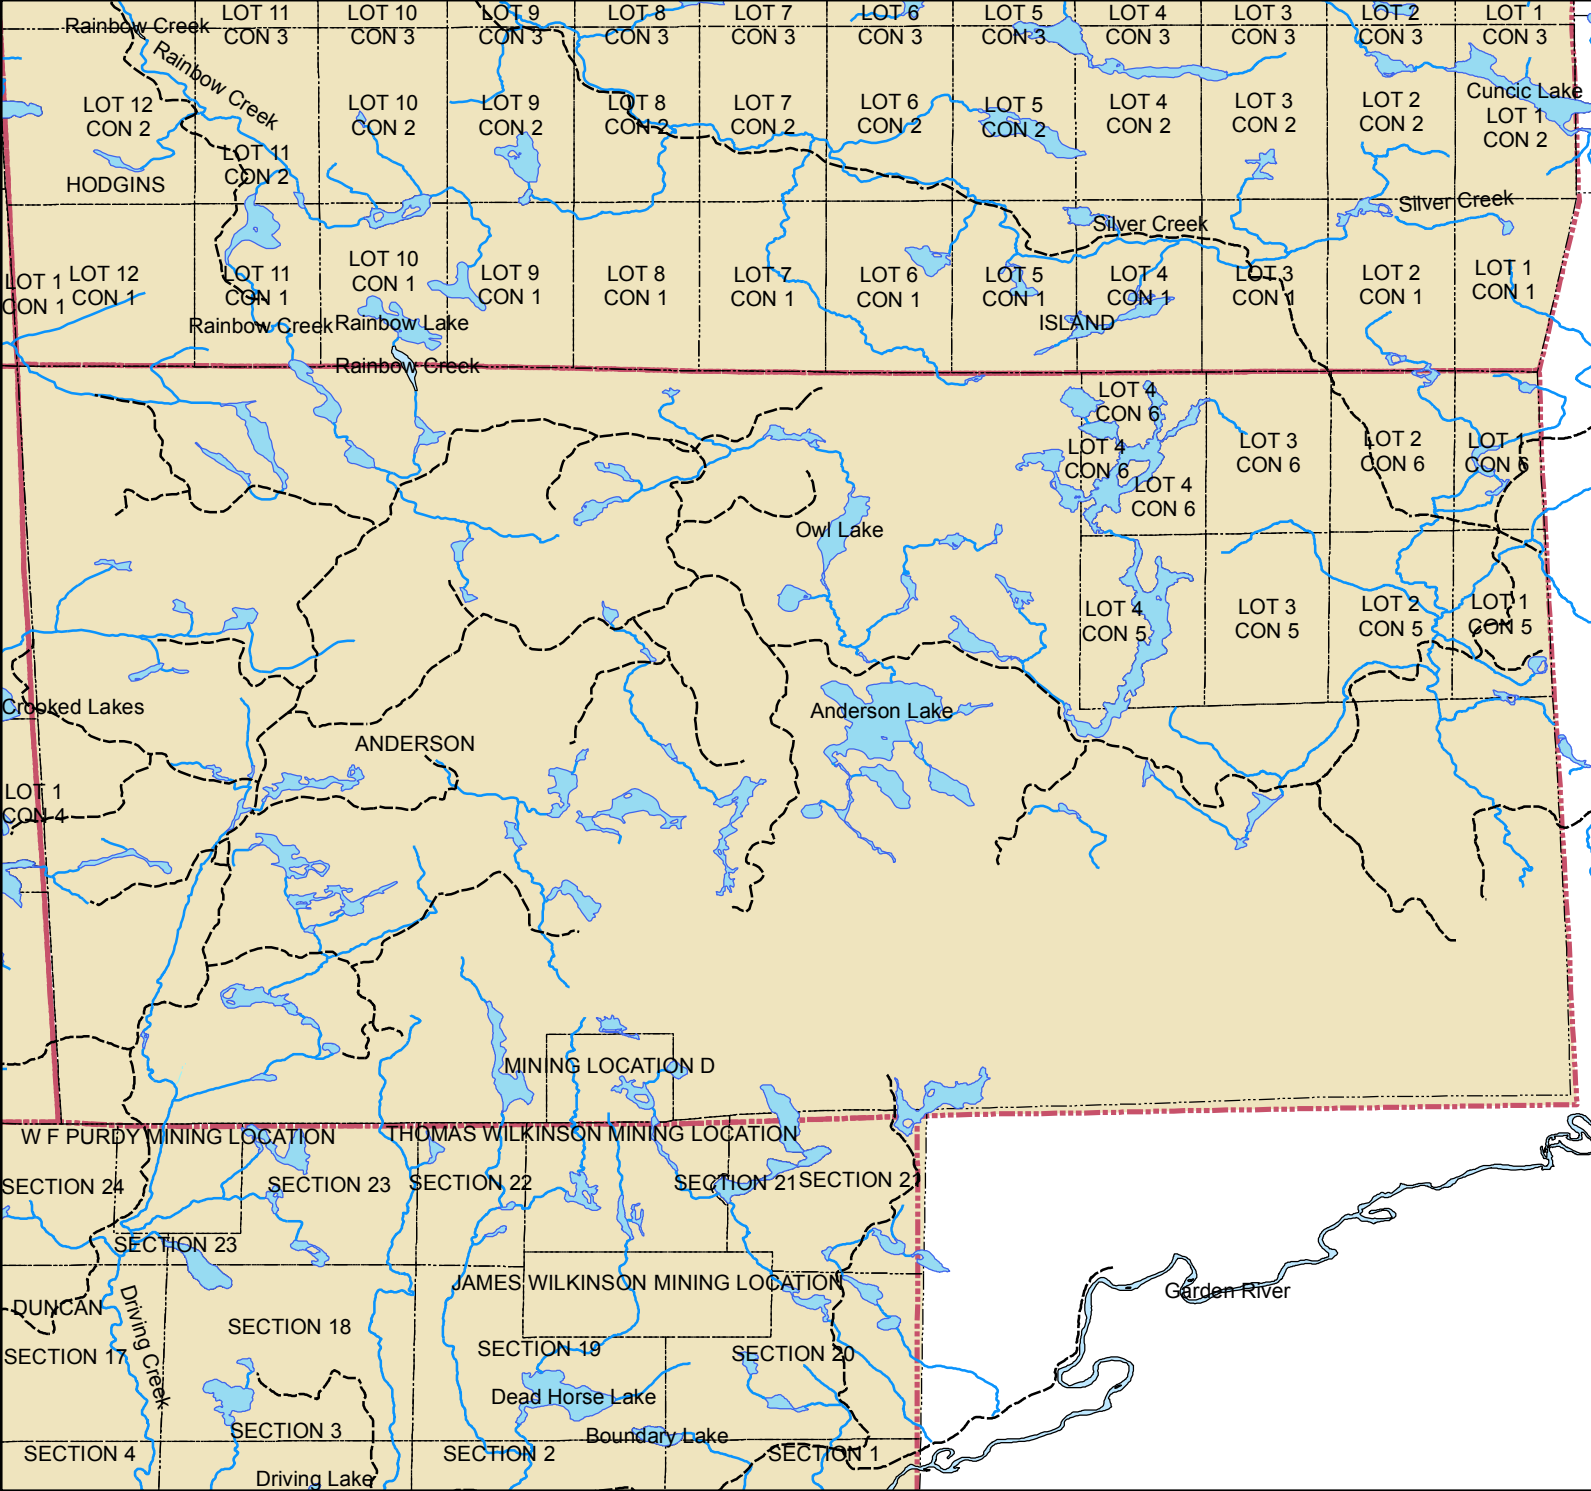 LOT 11
CON 3
LOT 10
CON 3
LOT 9
CON 3
LOT 8
CON 3
LOT 7
CON 3
LOT 6
CON 3
LOT 5
CON 3
LOT 4
CON 3
LOT 3
CON 3
LOT 2
CON 3
LOT 1
CON 3
Rainbow Creek
Rainbow Creek
Cuncic Lake
LOT 12
CON 2
LOT 11
CON 2
LOT 10
CON 2
LOT 9
CON 2
LOT 8
CON 2
LOT 7
CON 2
LOT 6
CON 2
LOT 5
CON 2
LOT 4
CON 2
LOT 3
CON 2
LOT 2
CON 2
LOT 1
CON 2
HODGINS
Silver Creek
Silver Creek
LOT 1
CON 1
LOT 12
CON 1
LOT 11
CON 1
LOT 10
CON 1
LOT 9
CON 1
LOT 8
CON 1
LOT 7
CON 1
LOT 6
CON 1
LOT 5
CON 1
LOT 4
CON 1
LOT 3
CON 1
LOT 2
CON 1
LOT 1
CON 1
Rainbow Creek
Rainbow Lake
ISLAND
Rainbow Creek
LOT 4
CON 6
LOT 4
CON 6
LOT 4
CON 6
LOT 3
CON 6
LOT 2
CON 6
LOT 1
CON 6
Owl Lake
LOT 4
CON 5
LOT 3
CON 5
LOT 2
CON 5
LOT 1
CON 5
Crooked Lakes
Anderson Lake
ANDERSON
LOT 1
CON 4
MINING LOCATION D
W F PURDY MINING LOCATION
THOMAS WILKINSON MINING LOCATION
SECTION 24
SECTION 23
SECTION 22
SECTION 21
SECTION 21
SECTION 23
JAMES WILKINSON MINING LOCATION
Garden River
DUNCAN
Driving Creek
SECTION 18
SECTION 17
SECTION 19
SECTION 20
Dead Horse Lake
SECTION 3
Boundary Lake
SECTION 4
SECTION 2
SECTION 1
Driving Lake